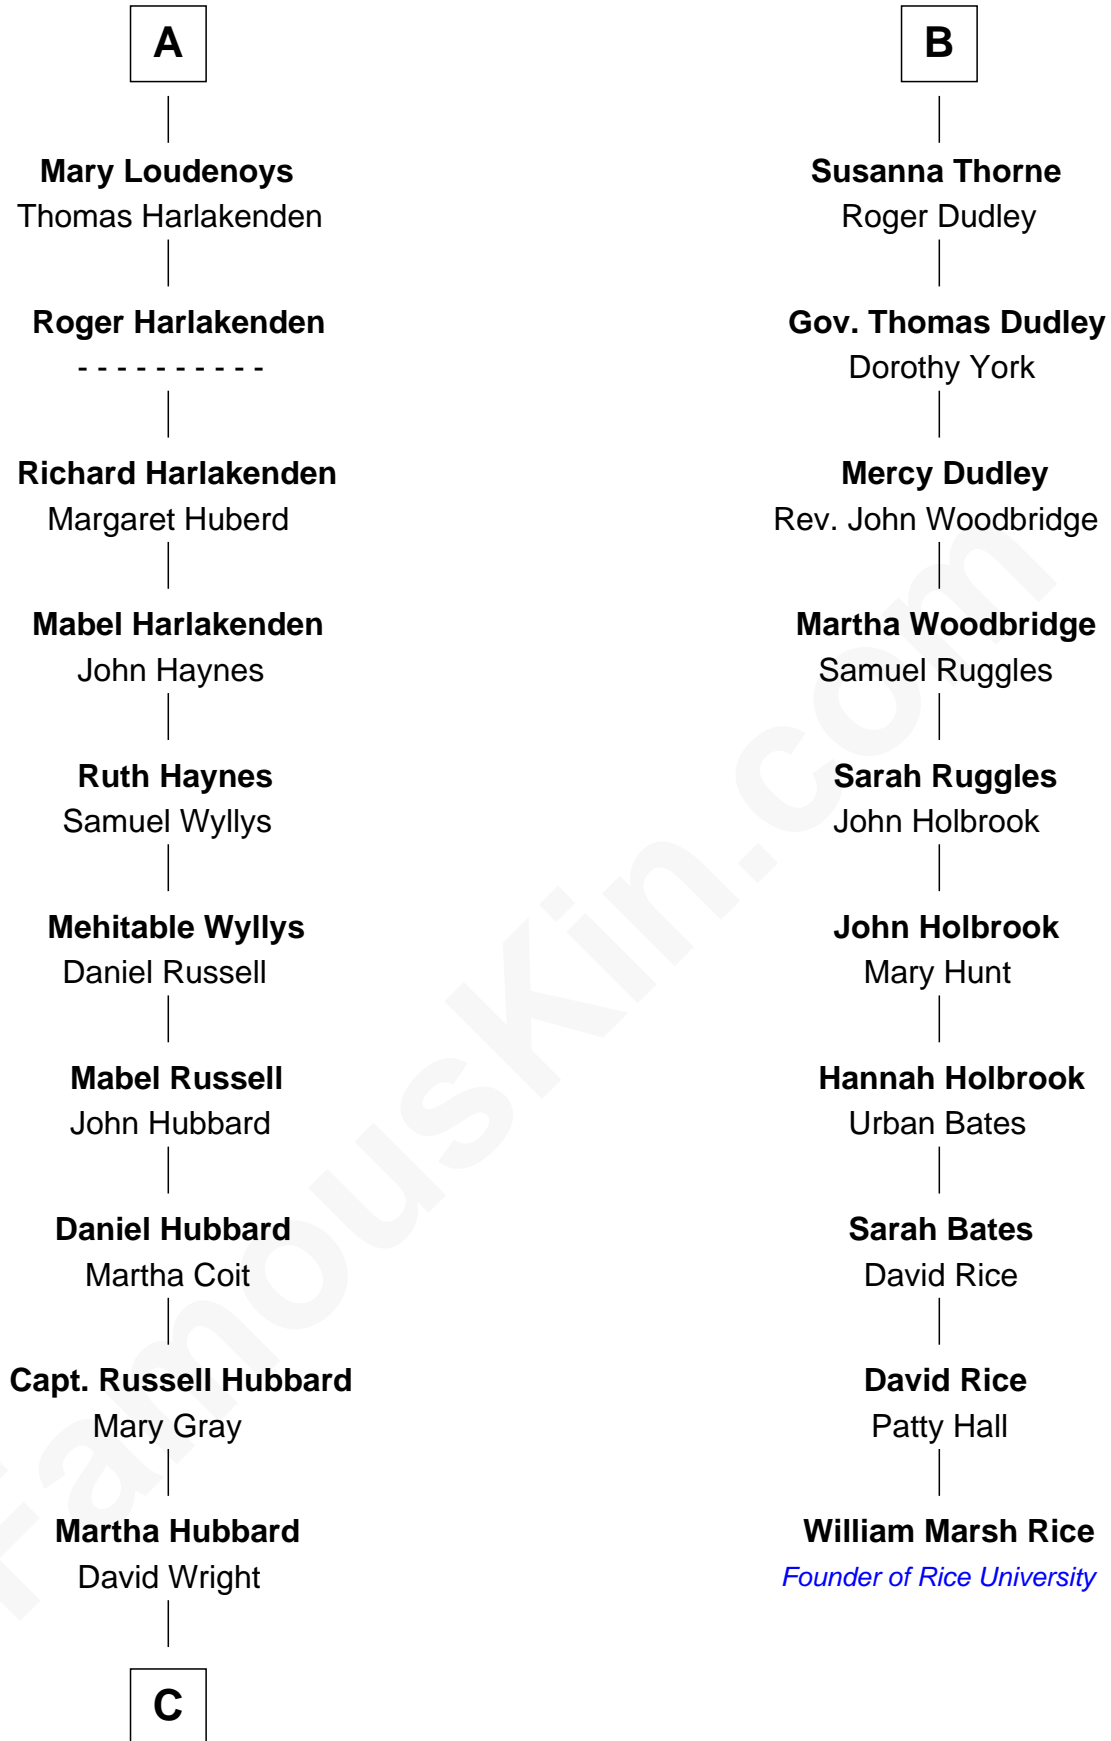 A
Mary Loudenoys
Thomas Harlakenden
Roger Harlakenden
- - - - - - - - - -
Richard Harlakenden
Margaret Huberd
Mabel Harlakenden
John Haynes
Ruth Haynes
Samuel Wyllys
Mehitable Wyllys
Daniel Russell
Mabel Russell
John Hubbard
Daniel Hubbard
Martha Coit
Capt. Russell Hubbard
Mary Gray
Martha Hubbard
David Wright
C
B
Susanna Thorne
Roger Dudley
Gov. Thomas Dudley
Dorothy York
Mercy Dudley
Rev. John Woodbridge
Martha Woodbridge
Samuel Ruggles
Sarah Ruggles
John Holbrook
John Holbrook
Mary Hunt
Hannah Holbrook
Urban Bates
Sarah Bates
David Rice
David Rice
Patty Hall
William Marsh Rice
Founder of Rice University
FamousKin.com